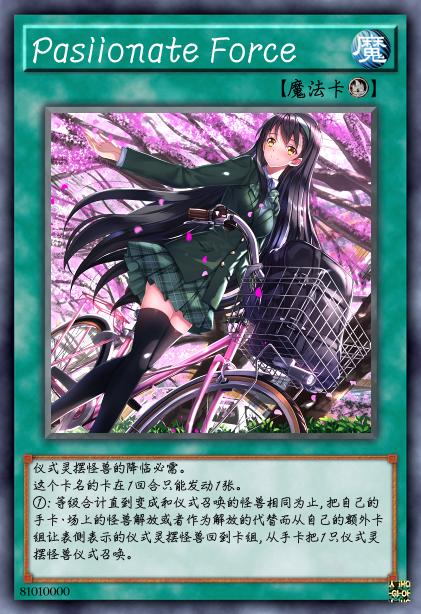 Pasiionate Force
魔
【魔法卡】
仪式灵摆怪兽的降临必需。
这个卡名的卡在1回合只能发动1张。
①：等级合计直到变成和仪式召唤的怪兽相同为止，把自己的
手卡·场上的怪兽解放或者作为解放的代替而从自己的额外卡
组让表侧表示的仪式灵摆怪兽回到卡组，从手卡把1只仪式灵
摆怪兽仪式召唤。
81010000